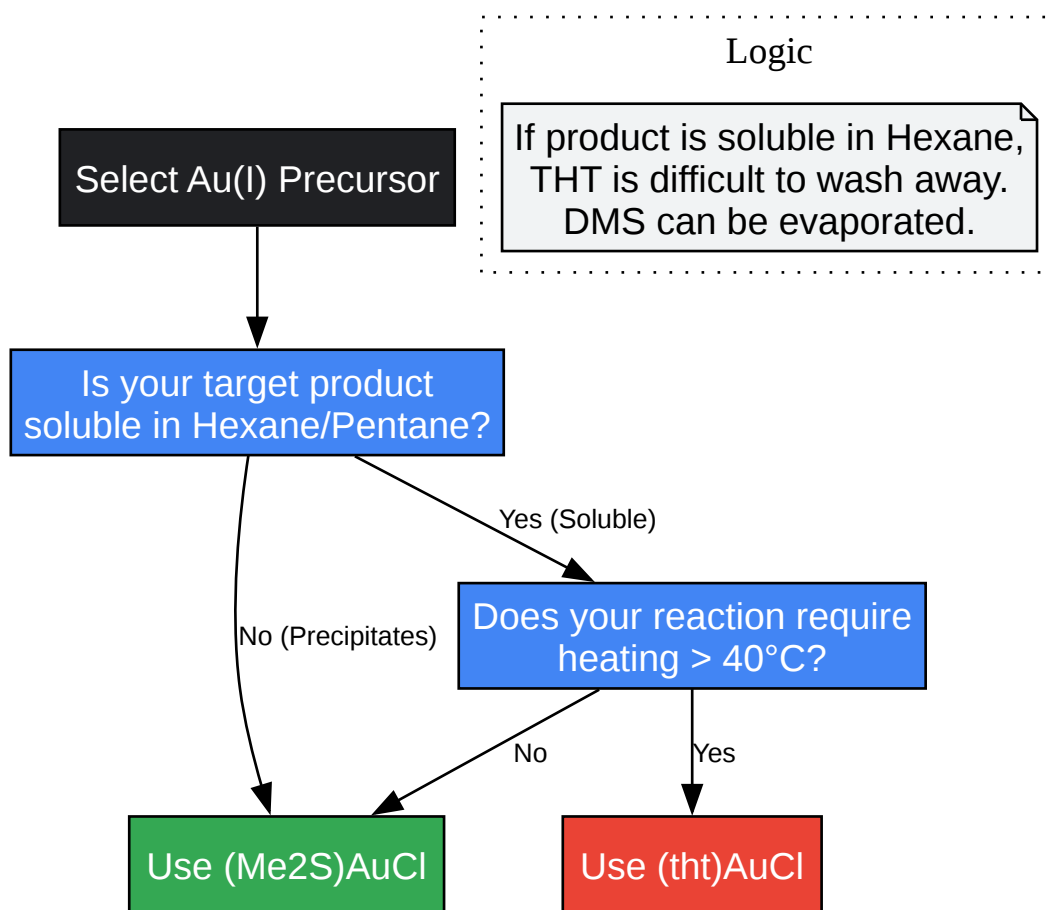 Logic
If product is soluble in Hexane,
THT is difficult to wash away.
DMS can be evaporated.
Select Au(I) Precursor
Is your target product
soluble in Hexane/Pentane?
Yes (Soluble)
No (Precipitates)
Does your reaction require
heating > 40°C?
No
Yes
Use (Me2S)AuCl
Use (tht)AuCl